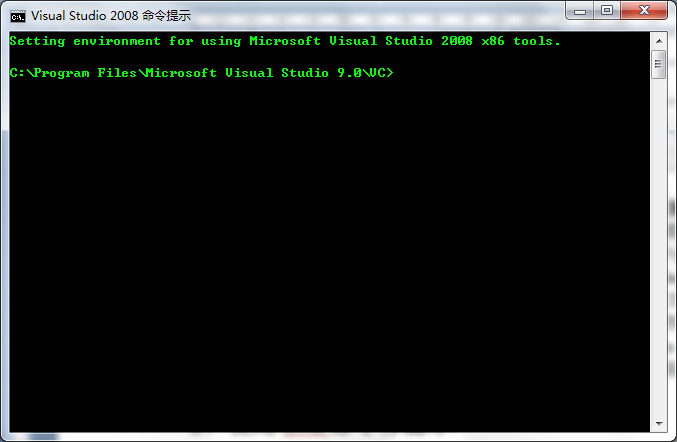 Visual Studio 2008 命令提示
Setting environment for using Microsoft Visual Studio 2008 x86 tools.
C:\Program Files\Microsoft Visual Studio 9.0\VC>